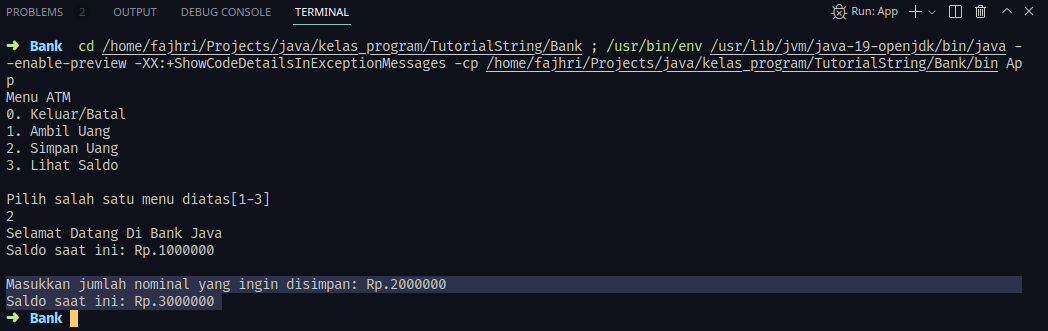 PROBLEMS 2 OUTPUT DEBUG CONSOLE TERMINAL Run: App
➜ Bank cd /home/fajhri/Projects/java/kelas_program/TutorialString/Bank ; /usr/bin/env /usr/lib/jvm/java-19-openjdk/bin/java -
-enable-preview -XX:+ShowCodeDetailsInExceptionMessages -cp /home/fajhri/Projects/java/kelas_program/TutorialString/Bank/bin Ap
p
Menu ATM
0. Keluar/Batal
1. Ambil Uang
2. Simpan Uang
3. Lihat Saldo
Pilih salah satu menu diatas[1-3]
2
Selamat Datang Di Bank Java
Saldo saat ini: Rp.1000000
Masukkan jumlah nominal yang ingin disimpan: Rp.2000000
Saldo saat ini: Rp.3000000
➜ Bank